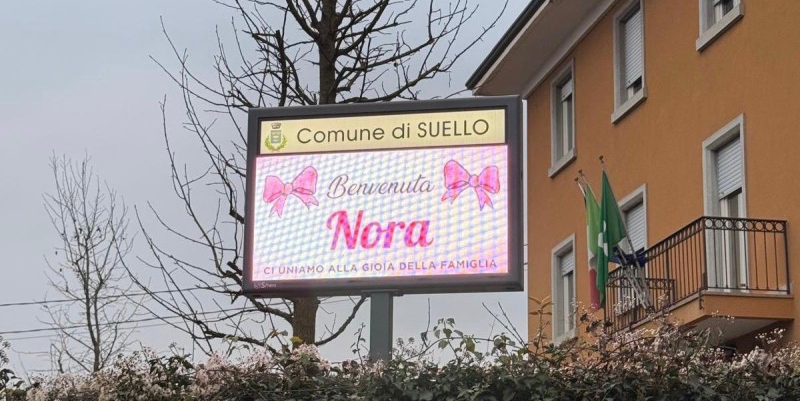 Comune di SUELLO
Benvenuta
Nora
CI UNIAMO ALLA GIOIA DELLA FAMIGLIA